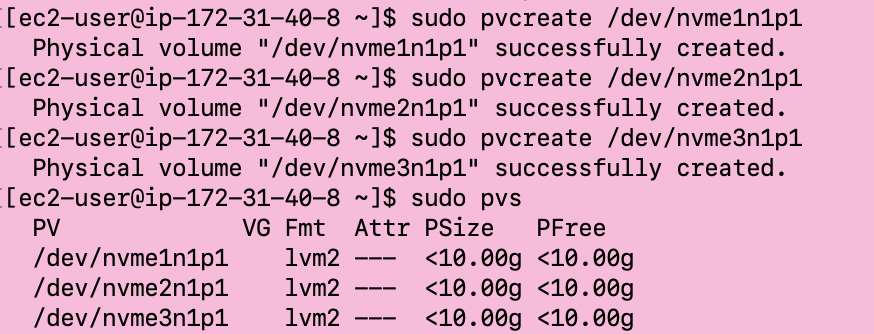 [ec2-user@ip-172-31-40-8 ~]$ sudo pvcreate /dev/nvme1n1p1
  Physical volume "/dev/nvme1n1p1" successfully created.
[ec2-user@ip-172-31-40-8 ~]$ sudo pvcreate /dev/nvme2n1p1
  Physical volume "/dev/nvme2n1p1" successfully created.
[ec2-user@ip-172-31-40-8 ~]$ sudo pvcreate /dev/nvme3n1p1
  Physical volume "/dev/nvme3n1p1" successfully created.
[ec2-user@ip-172-31-40-8 ~]$ sudo pvs
  PV             VG Fmt  Attr PSize   PFree
  /dev/nvme1n1p1    lvm2 ---  <10.00g <10.00g
  /dev/nvme2n1p1    lvm2 ---  <10.00g <10.00g
  /dev/nvme3n1p1    lvm2 ---  <10.00g <10.00g